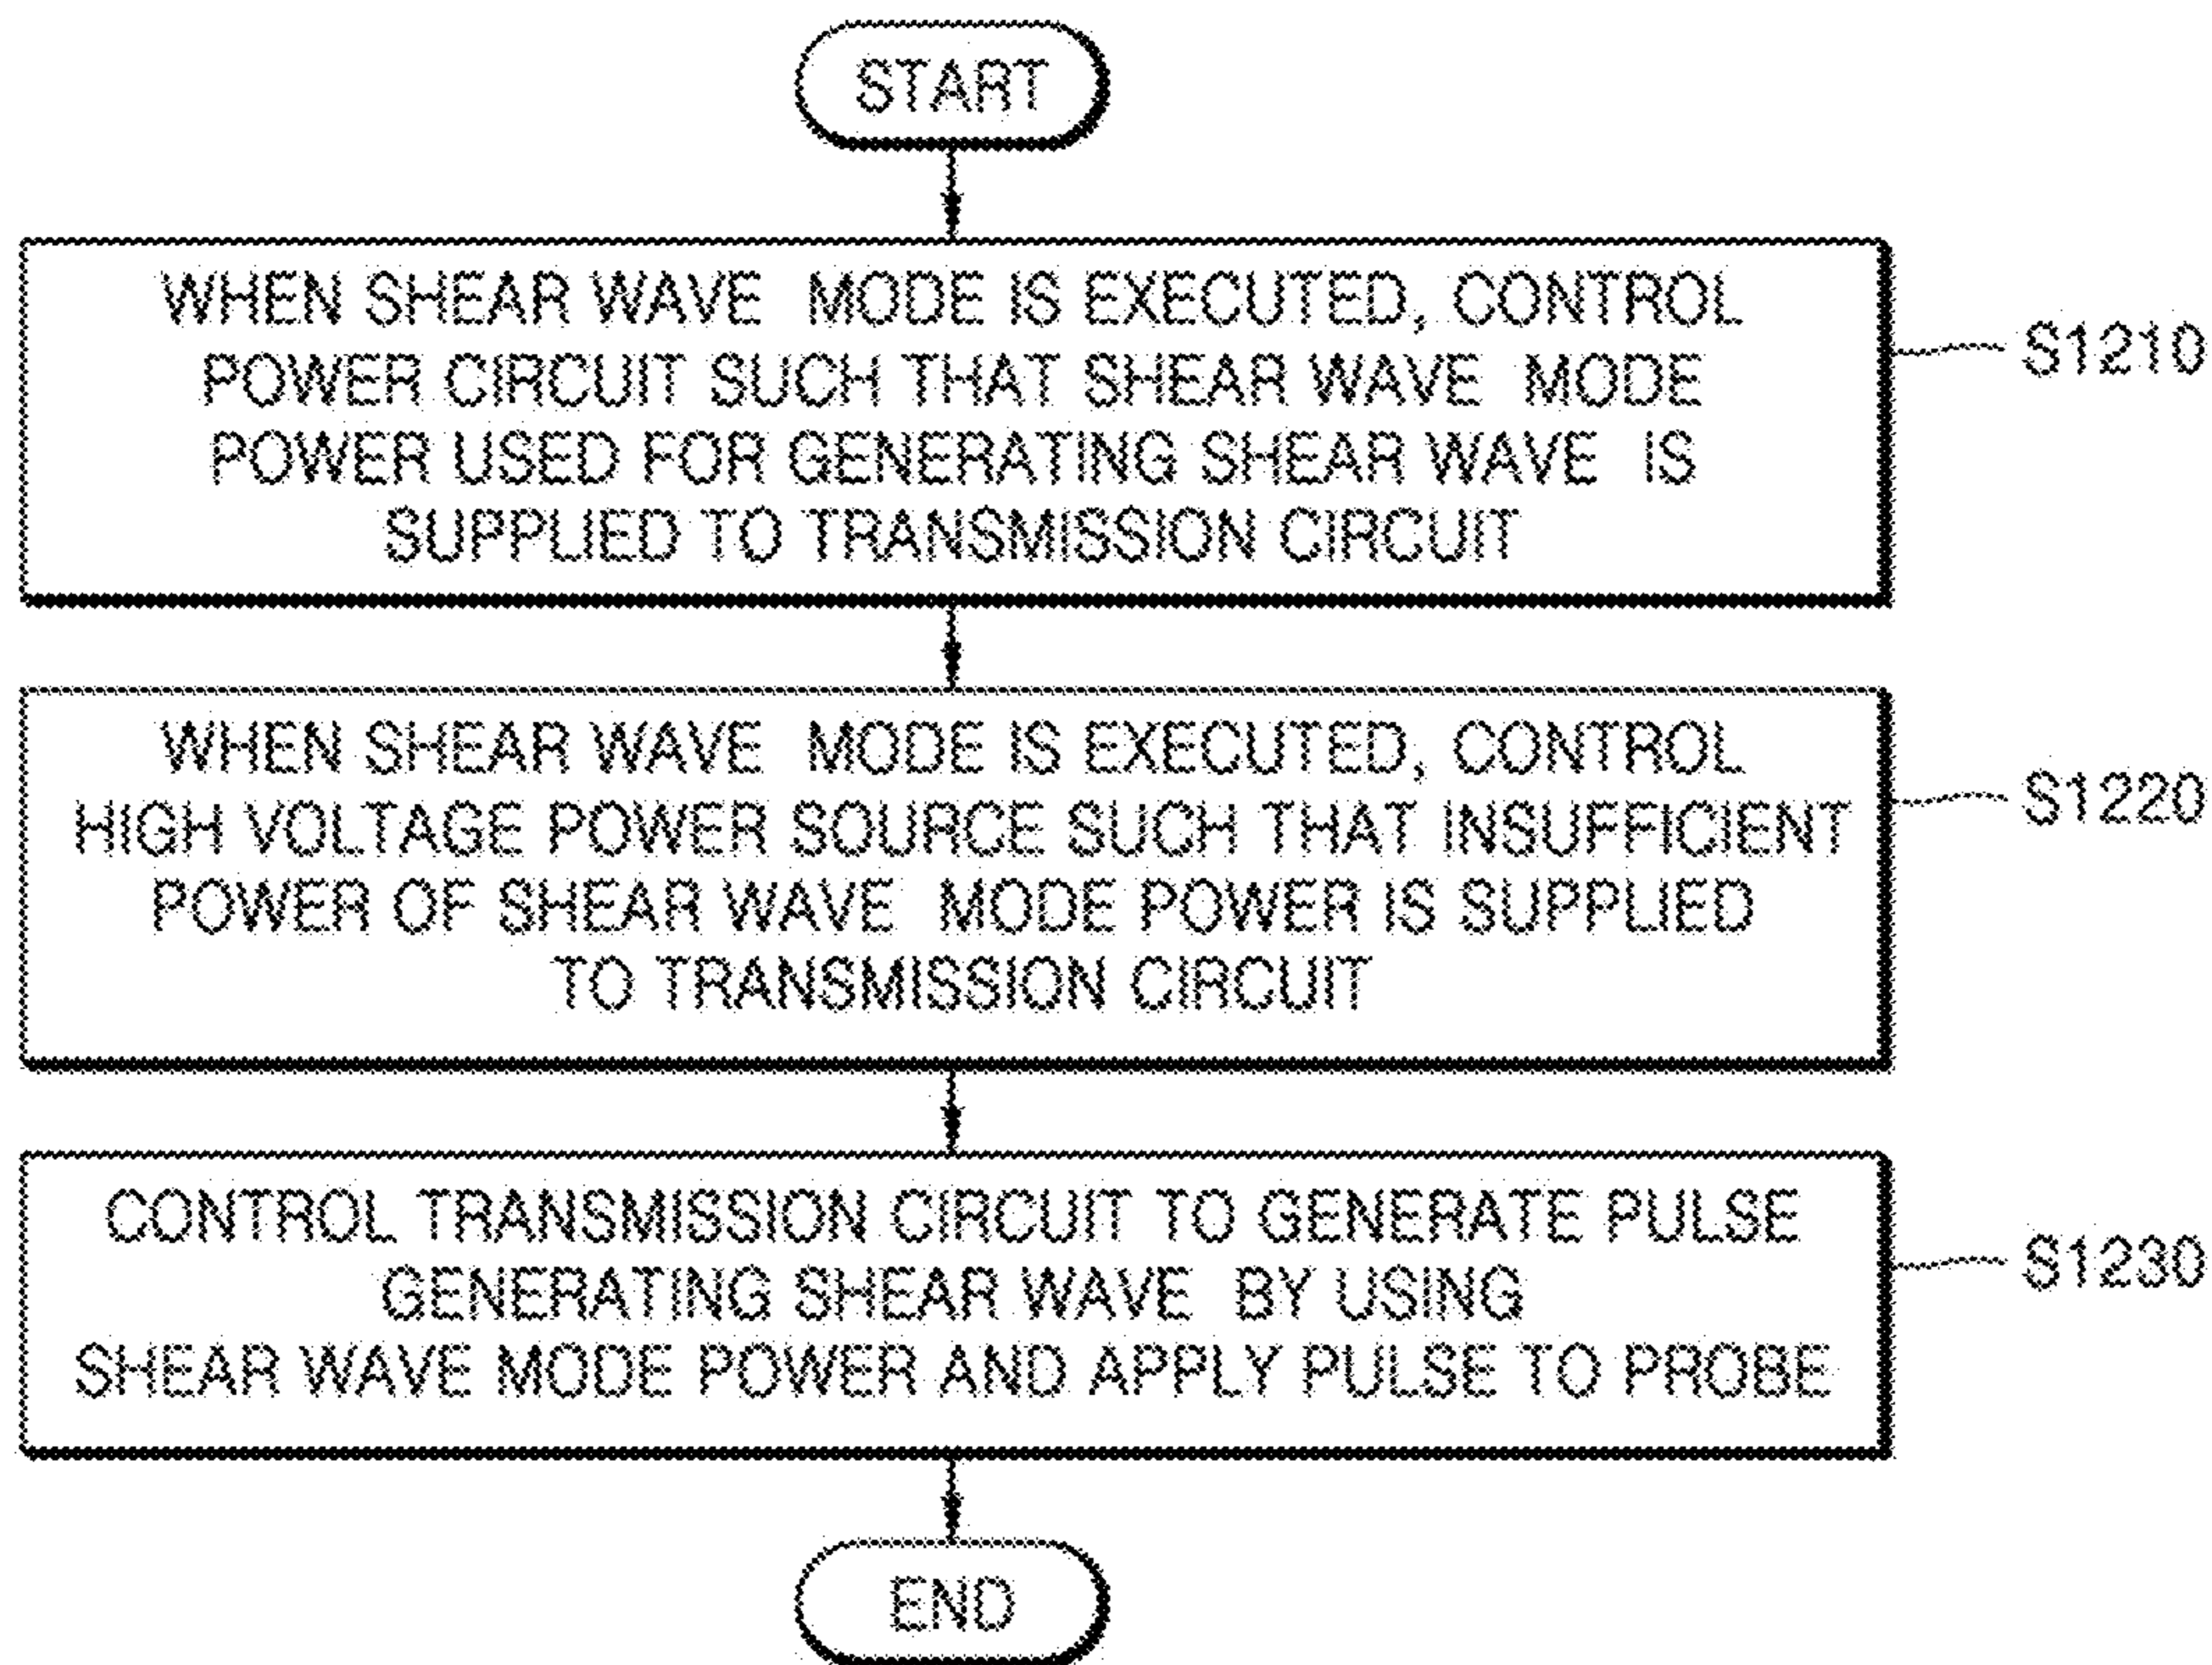 START
WHEN SHEAR WAVE MODE IS EXECUTED, CONTROL
POWER CIRCUIT SUCH THAT SHEAR WAVE MODE
POWER USED FOR GENERATING SHEAR WAVE IS
SUPPLIED TO TRANSMISSION CIRCUIT
S1210
WHEN SHEAR WAVE MODE IS EXECUTED, CONTROL
HIGH VOLTAGE POWER SOURCE SUCH THAT INSUFFICIENT
POWER OF SHEAR WAVE MODE POWER IS SUPPLIED
TO TRANSMISSION CIRCUIT
S1220
CONTROL TRANSMISSION CIRCUIT TO GENERATE PULSE
GENERATING SHEAR WAVE BY USING
SHEAR WAVE MODE POWER AND APPLY PULSE TO PROBE
S1230
END